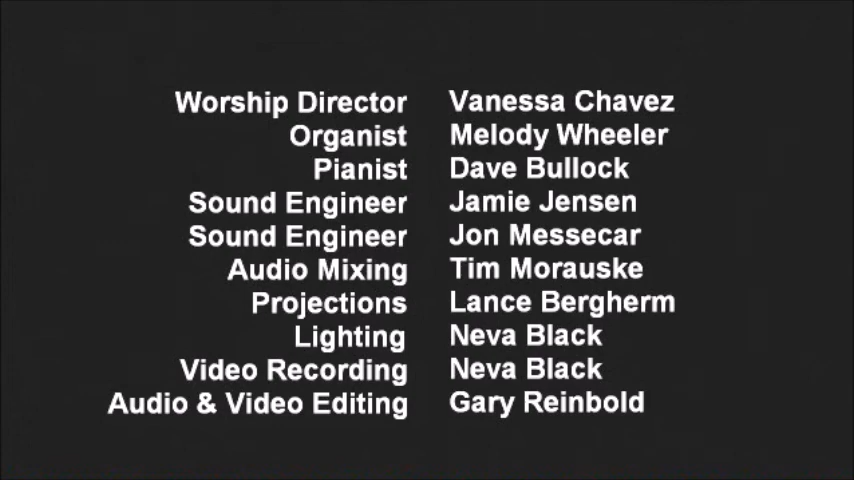 Worship Director Vanessa Chavez
Organist Melody Wheeler
Pianist Dave Bullock
Sound Engineer Jamie Jensen
Sound Engineer Jon Messecar
Audio Mixing Tim Morauske
Projections Lance Bergherm
Lighting Neva Black
Video Recording Neva Black
Audio & Video Editing Gary Reinbold